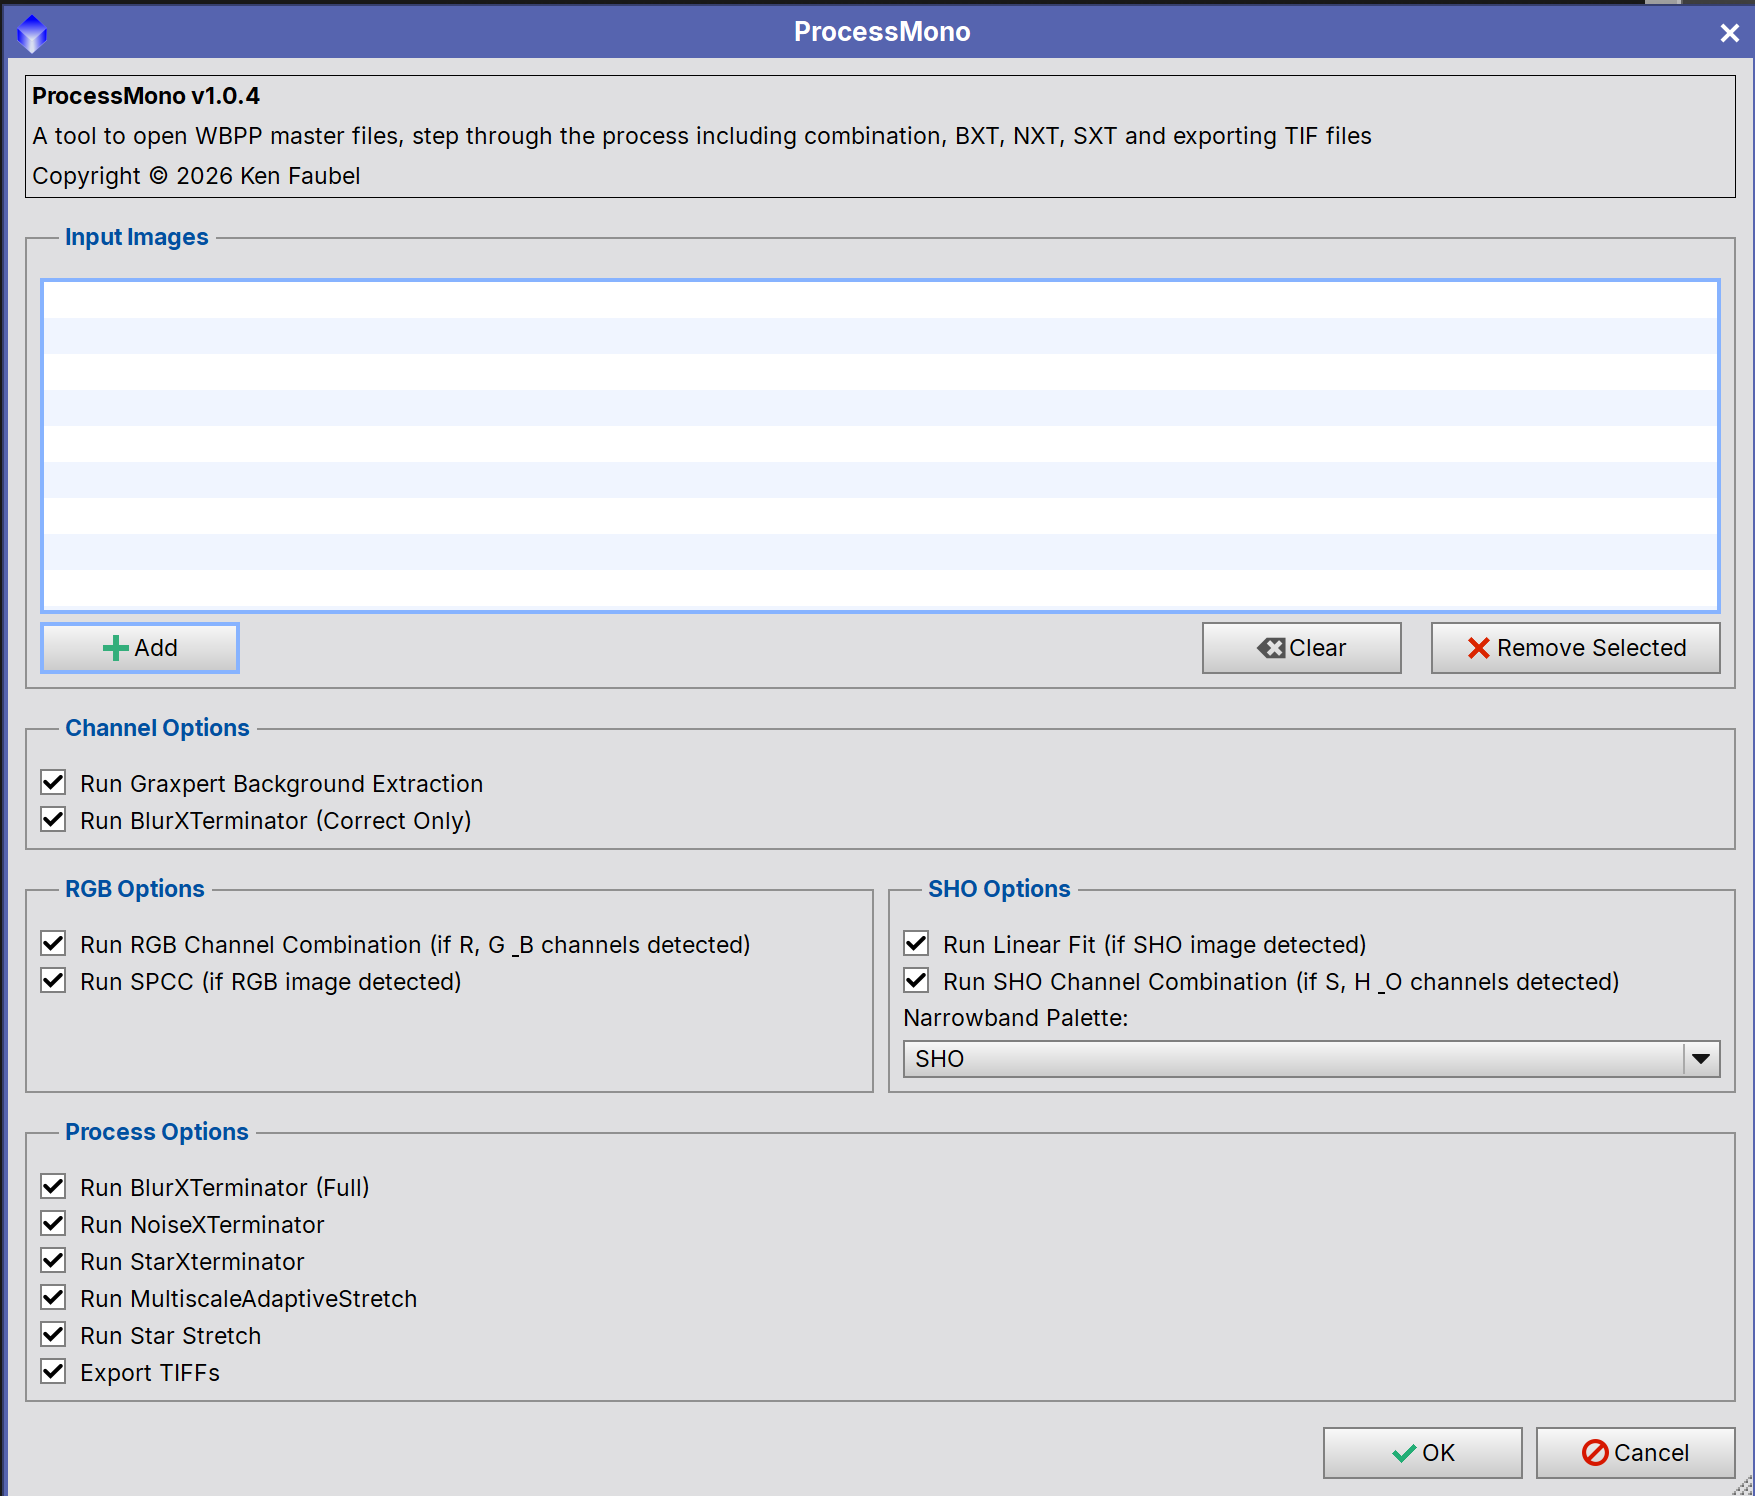 ProcessMono
ProcessMono v1.0.4
A tool to open WBPP master files, step through the process including combination, BXT, NXT, SXT and exporting TIF files
Copyright © 2026 Ken Faubel
Input Images
Add
Clear
Remove Selected
Channel Options
Run Graxpert Background Extraction
Run BlurXTerminator (Correct Only)
RGB Options
Run RGB Channel Combination (if R, G _B channels detected)
Run SPCC (if RGB image detected)
SHO Options
Run Linear Fit (if SHO image detected)
Run SHO Channel Combination (if S, H _O channels detected)
Narrowband Palette:
SHO
Process Options
Run BlurXTerminator (Full)
Run NoiseXTerminator
Run StarXterminator
Run MultiscaleAdaptiveStretch
Run Star Stretch
Export TIFFs
OK
Cancel